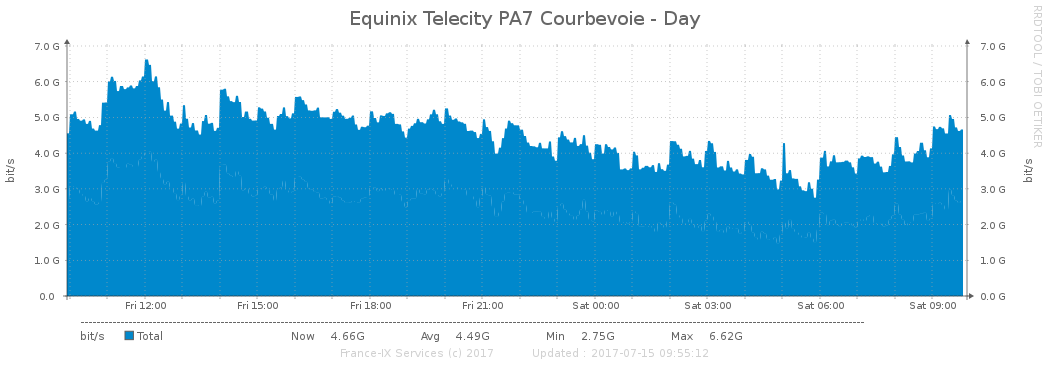 Equinix Telecity PA7 Courbevoie - Day
RRDTOOL / TOBI OETIKER
bit/s
bit/s
7.0 G 7.0 G
6.0 G 6.0 G
5.0 G 5.0 G
4.0 G 4.0 G
3.0 G 3.0 G
2.0 G 2.0 G
1.0 G 1.0 G
0.0 0.0 G
Fri 12:00 Fri 15:00 Fri 18:00 Fri 21:00 Sat 00:00 Sat 03:00 Sat 06:00 Sat 09:00
bit/s Total Now 4.66G Avg 4.49G Min 2.75G Max 6.62G
France-IX Services (c) 2017 Updated : 2017-07-15 09:55:12